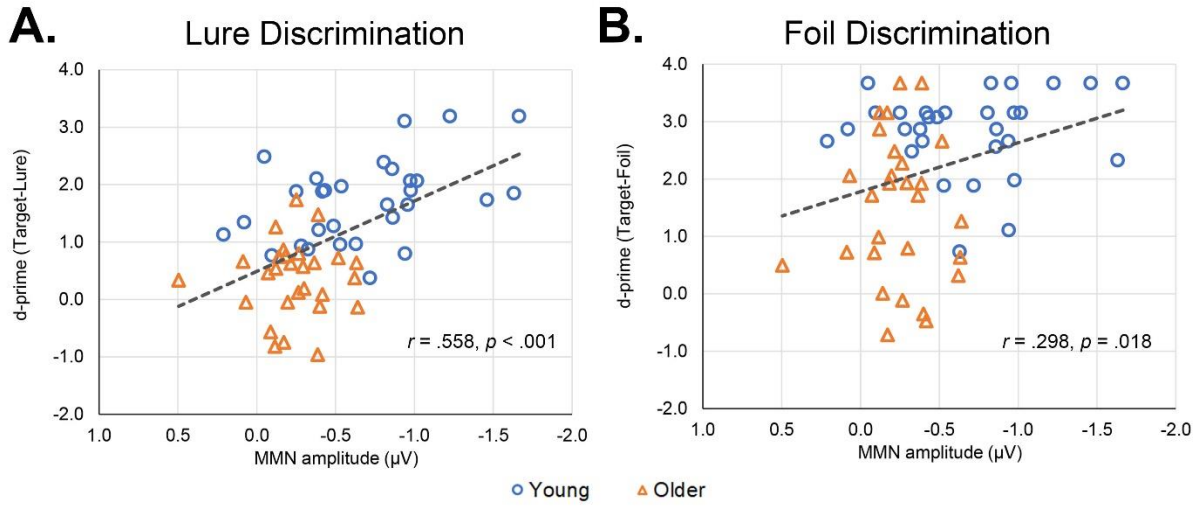 A. Lure Discrimination
4.0
3.0
2.0
1.0
0.0
-1.0
-2.0
d-prime (Target-Lure)
r = .558, p < .001
1.0 0.5 0.0 -0.5 -1.0 -1.5 -2.0
MMN amplitude (µV)
B. Foil Discrimination
4.0
3.0
2.0
1.0
0.0
-1.0
-2.0
d-prime (Target-Foil)
r = .298, p = .018
1.0 0.5 0.0 -0.5 -1.0 -1.5 -2.0
MMN amplitude (µV)
Young Older